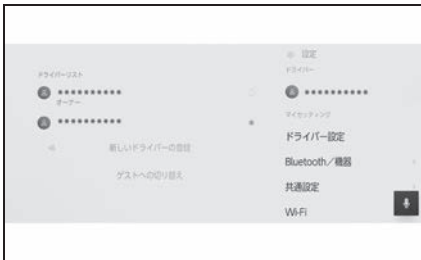 ドライバーリスト
●●●●●●●●●●
オーナー
●●●●●●●●●●
新しいドライバーの登録
ゲストへの切り替え
設定
ドライバー
●●●●●●●●●●
マイセッティング
ドライバー設定
Bluetooth／機器
共通設定
Wi-Fi